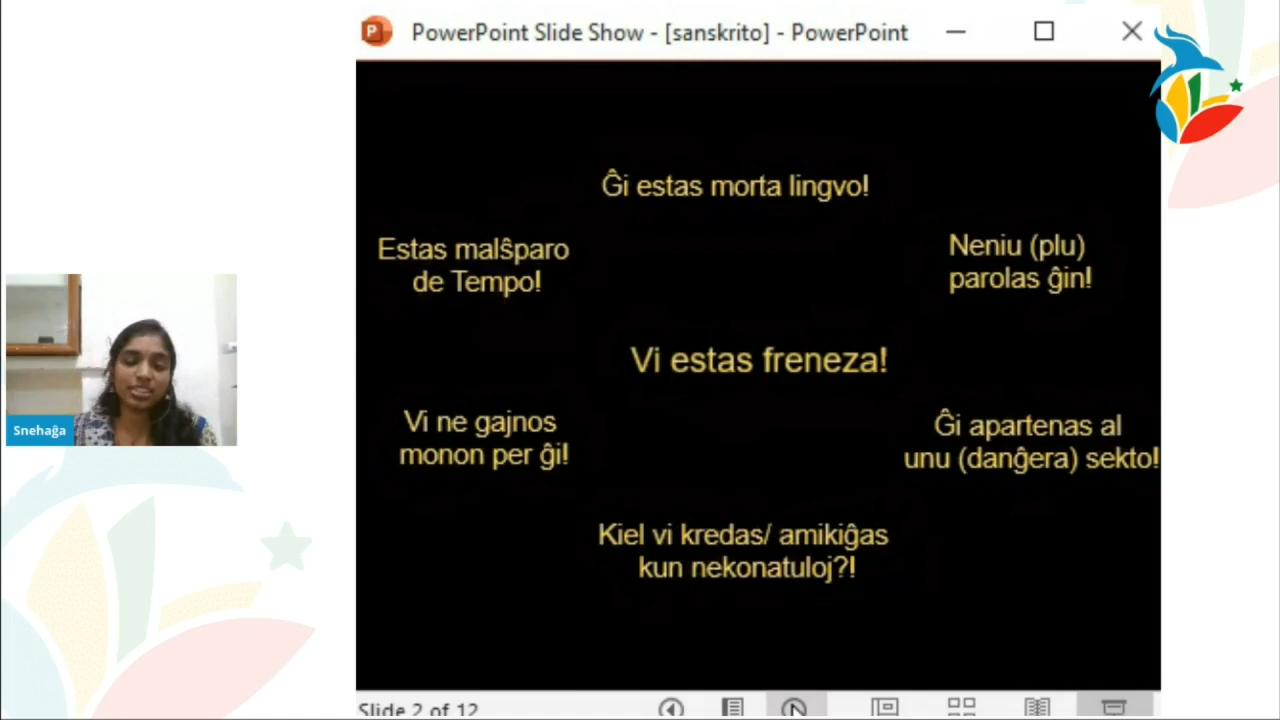 PowerPoint Slide Show - [sanskrito] - PowerPoint
Ĝi estas morta lingvo!
Estas malŝparo
de Tempo!
Neniu (plu)
parolas ĝin!
Vi estas freneza!
Vi ne gajnos
monon per ĝi!
Ĝi apartenas al
unu (danĝera) sekto!
Kiel vi kredas/ amikiĝas
kun nekonatuloj?!
Snehaĝa
Slide 2 of 12